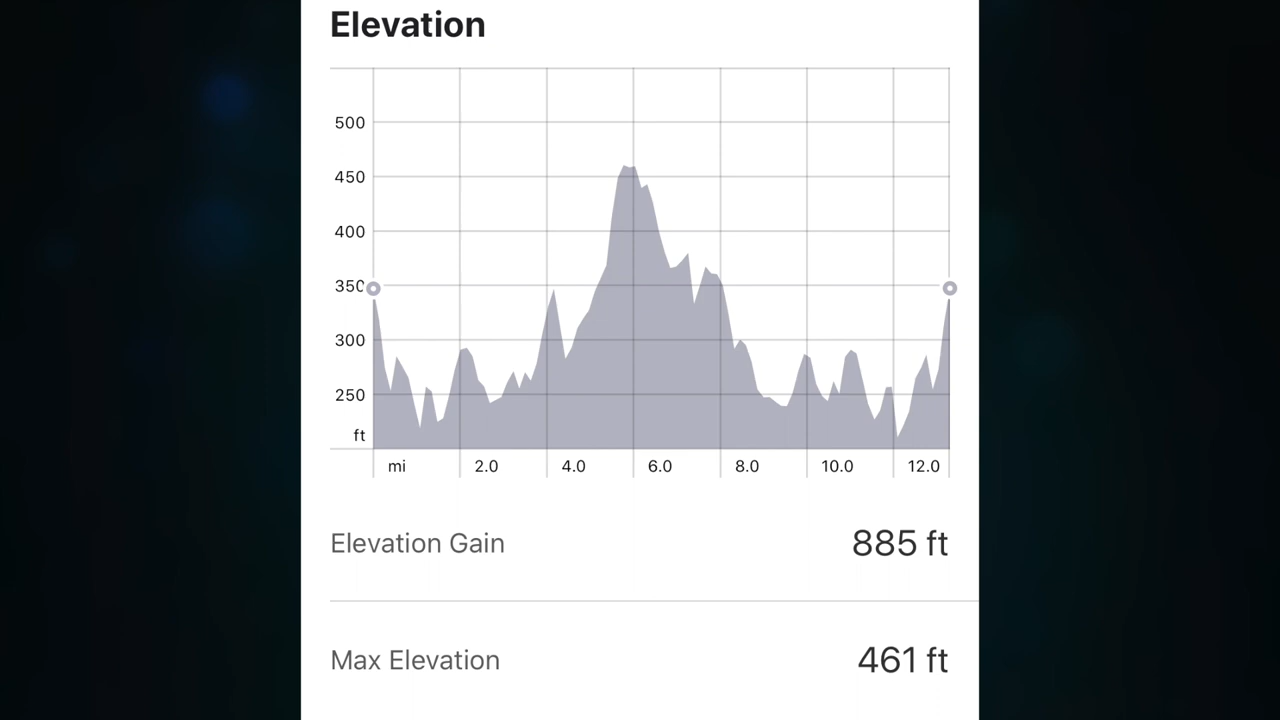 Elevation
500
450
400
350
300
250
ft
mi 2.0 4.0 6.0 8.0 10.0 12.0
Elevation Gain 885 ft
Max Elevation 461 ft